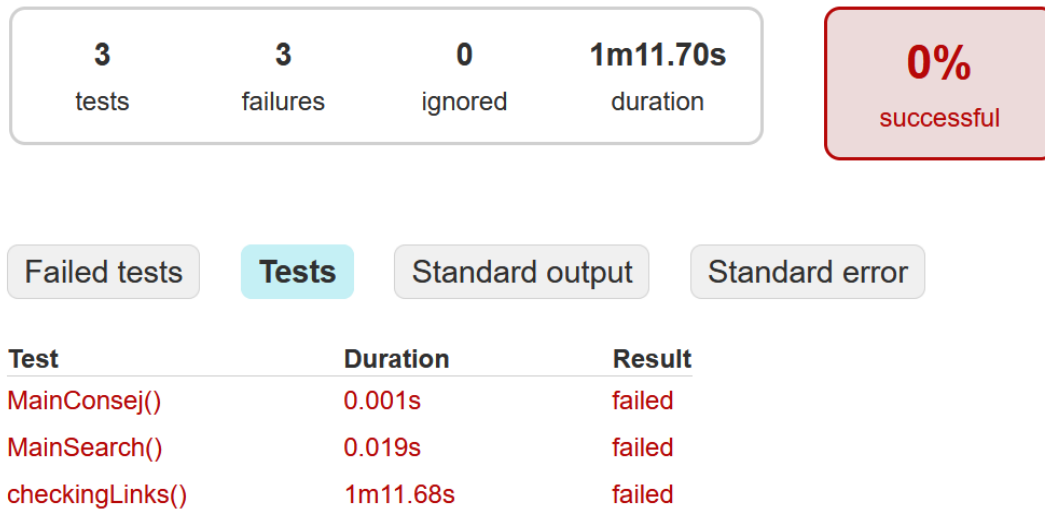 3 3 0 1m11.70s
tests failures ignored duration
0%
successful
Failed tests Tests Standard output Standard error
Test Duration Result
MainConsej() 0.001s failed
MainSearch() 0.019s failed
checkingLinks() 1m11.68s failed